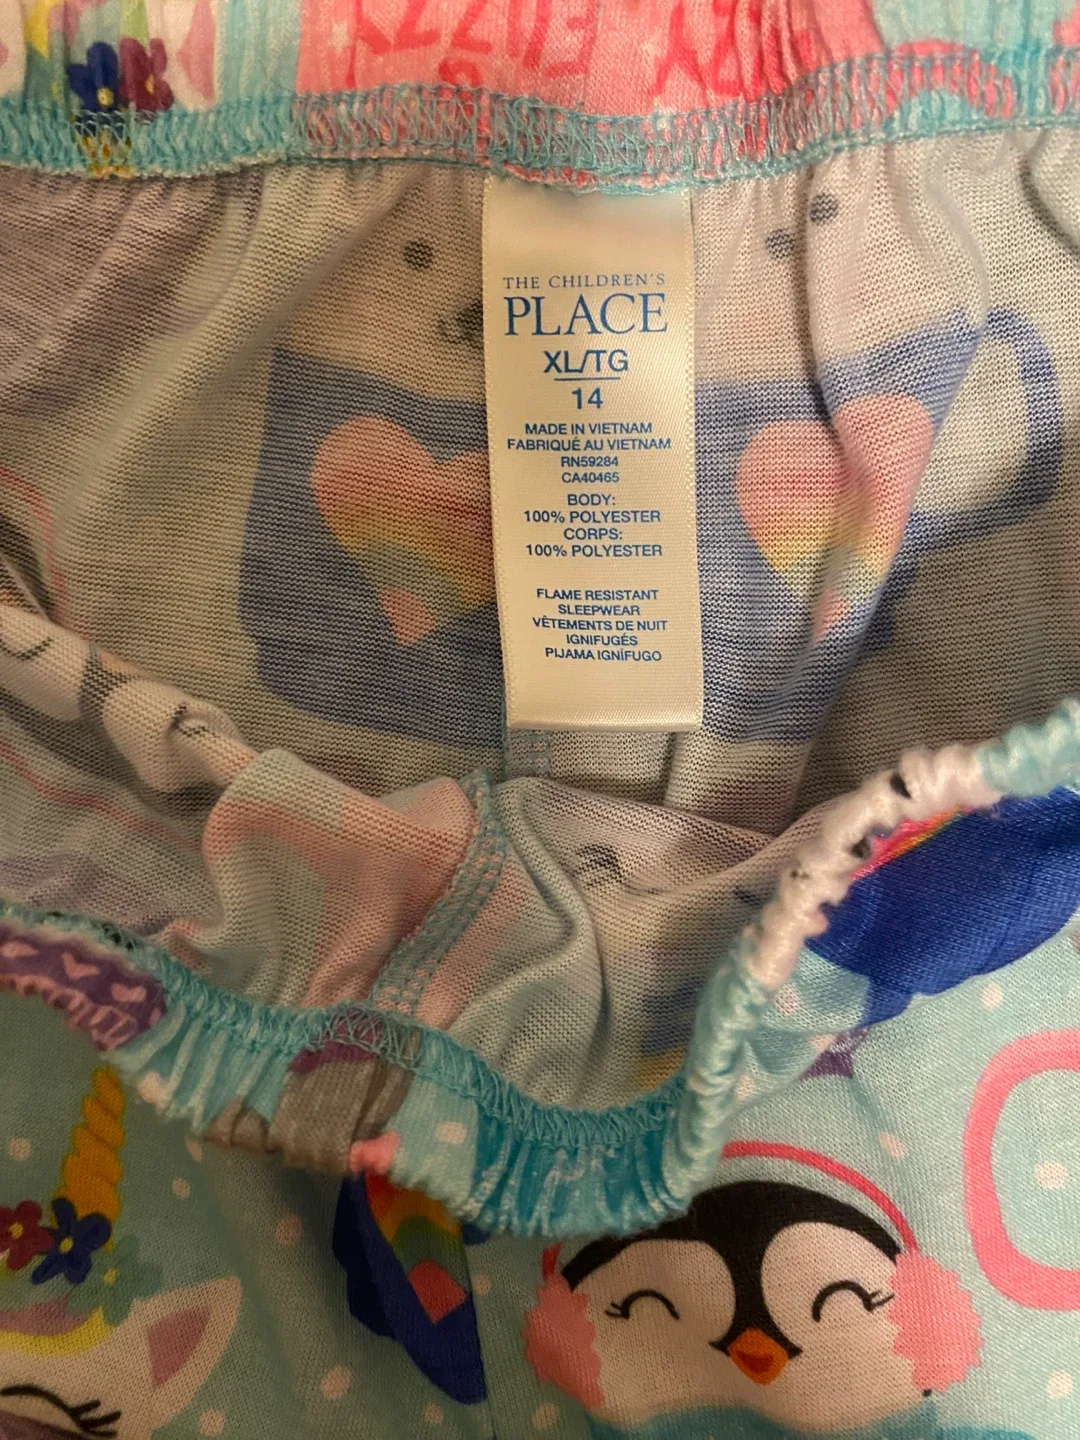 THE CHILDREN'S
PLACE
XL/TG
14
MADE IN VIETNAM
FABRIQUÉ AU VIETNAM
RN59284
CA40465
BODY:
100% POLYESTER
CORPS:
100% POLYESTER
FLAME RESISTANT
SLEEPWEAR
VÊTEMENTS DE NUIT
IGNIFUGÉS
PIJAMA IGNÍFUGO